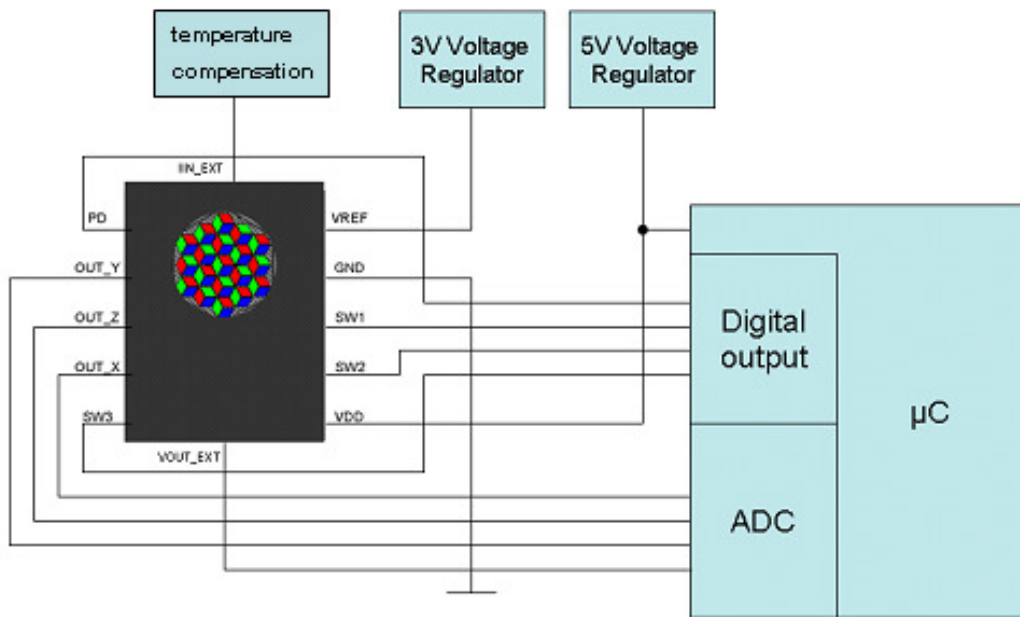 temperature
compensation
3V Voltage
Regulator
5V Voltage
Regulator
IIN_EXT
PD
VREF
OUT_Y
GND
OUT_Z
SW1
OUT_X
SW2
SW3
VDD
VOUT_EXT
Digital
output
µC
ADC